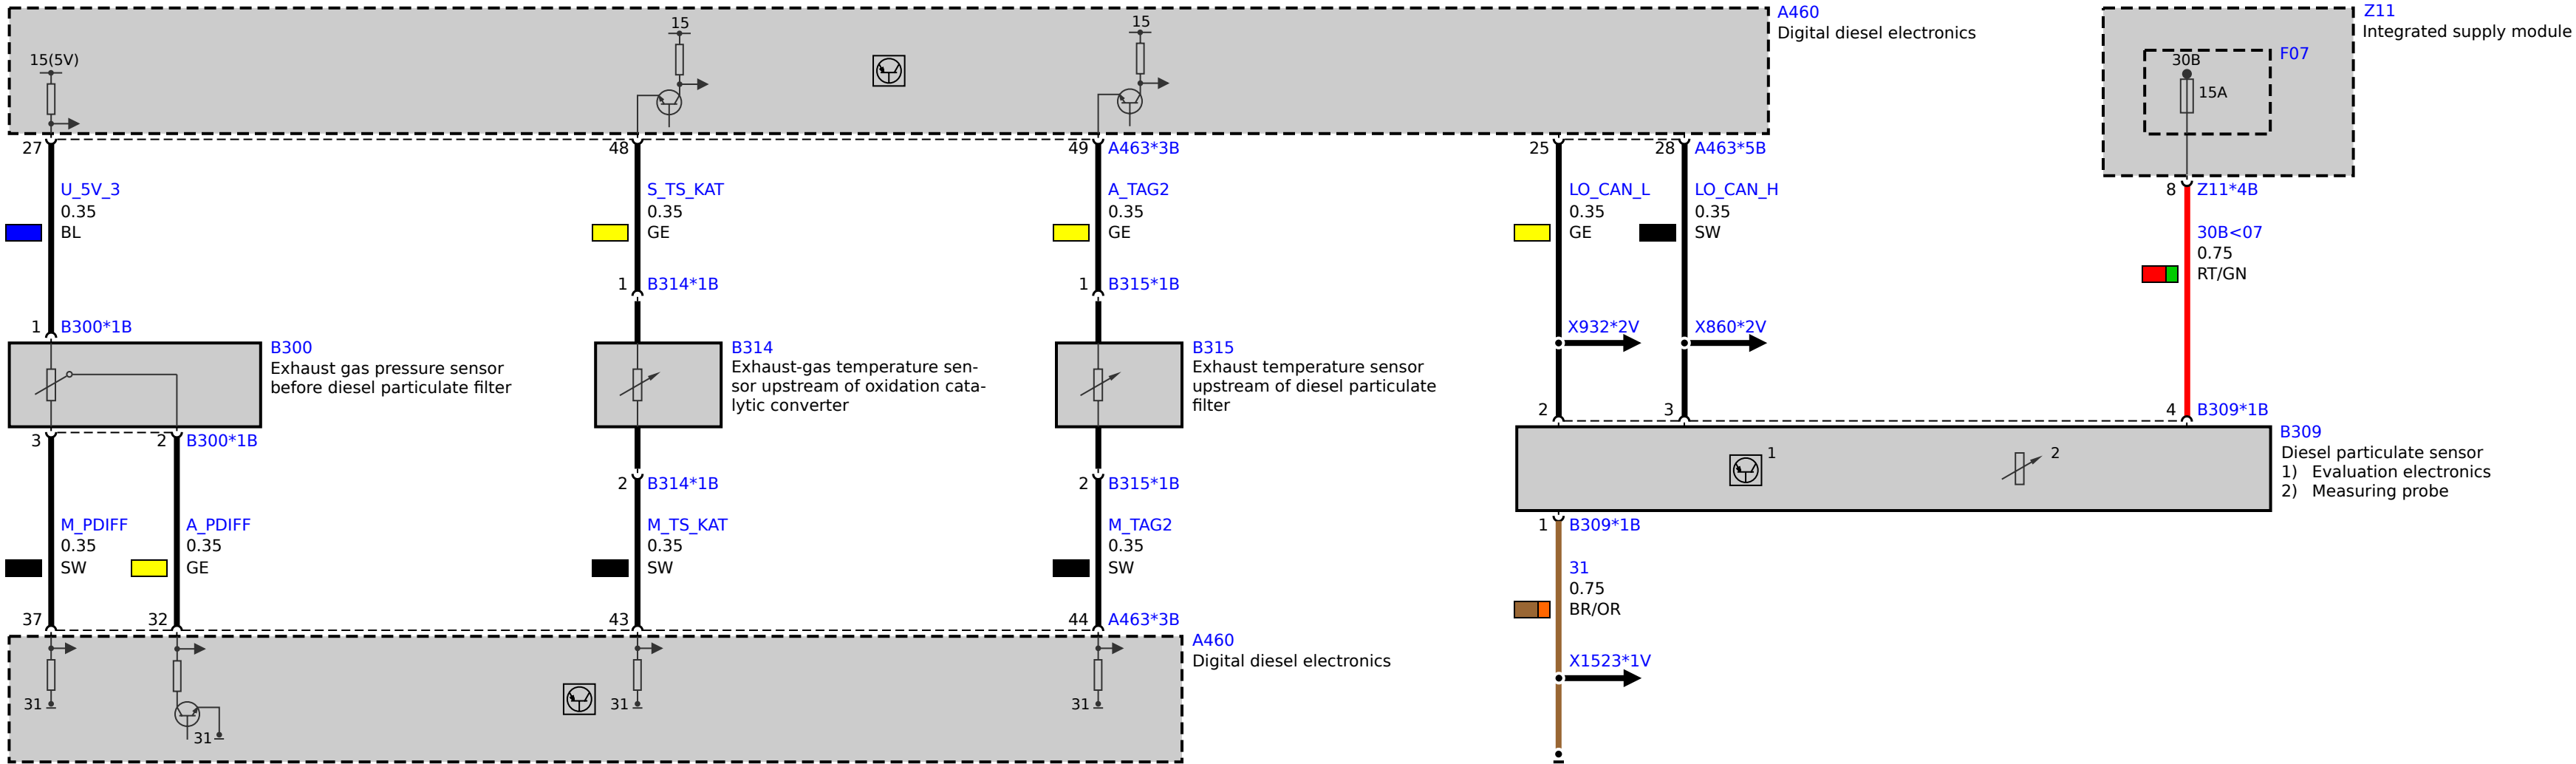 15
15
A460
Digital diesel electronics
Z11
Integrated supply module
15(5V)
30B
F07
15A
27
48
49
A463*3B
25
28
A463*5B
8
Z11*4B
U_5V_3
0.35
BL
S_TS_KAT
0.35
GE
A_TAG2
0.35
GE
LO_CAN_L
0.35
GE
LO_CAN_H
0.35
SW
30B<07
0.75
RT/GN
1
B314*1B
1
B315*1B
1
B300*1B
X932*2V
X860*2V
B300
Exhaust gas pressure sensor
before diesel particulate filter
B314
Exhaust-gas temperature sen-
sor upstream of oxidation cata-
lytic converter
B315
Exhaust temperature sensor
upstream of diesel particulate
filter
2
3
4
B309*1B
3
2
B300*1B
1
2
B309
Diesel particulate sensor
1) Evaluation electronics
2) Measuring probe
2
B314*1B
2
B315*1B
1
B309*1B
M_PDIFF
0.35
SW
A_PDIFF
0.35
GE
M_TS_KAT
0.35
SW
M_TAG2
0.35
SW
31
0.75
BR/OR
37
32
43
44
A463*3B
A460
Digital diesel electronics
X1523*1V
31
31
31
31